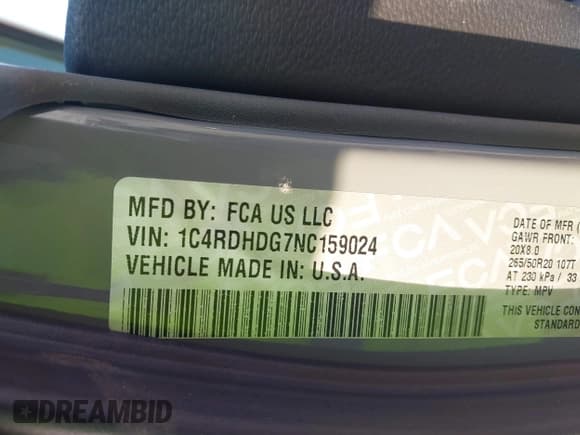 MFD BY: FCA US LLC
VIN: 1C4RDHDG7NC159024
VEHICLE MADE IN: U.S.A.
DATE OF MFR (
GAWR FRONT:
20X8.0
265/50R20 107T
AT 230 kPa / 33
TYPE: MPV
THIS VEHICLE CON
STANDARD
DREAMBID